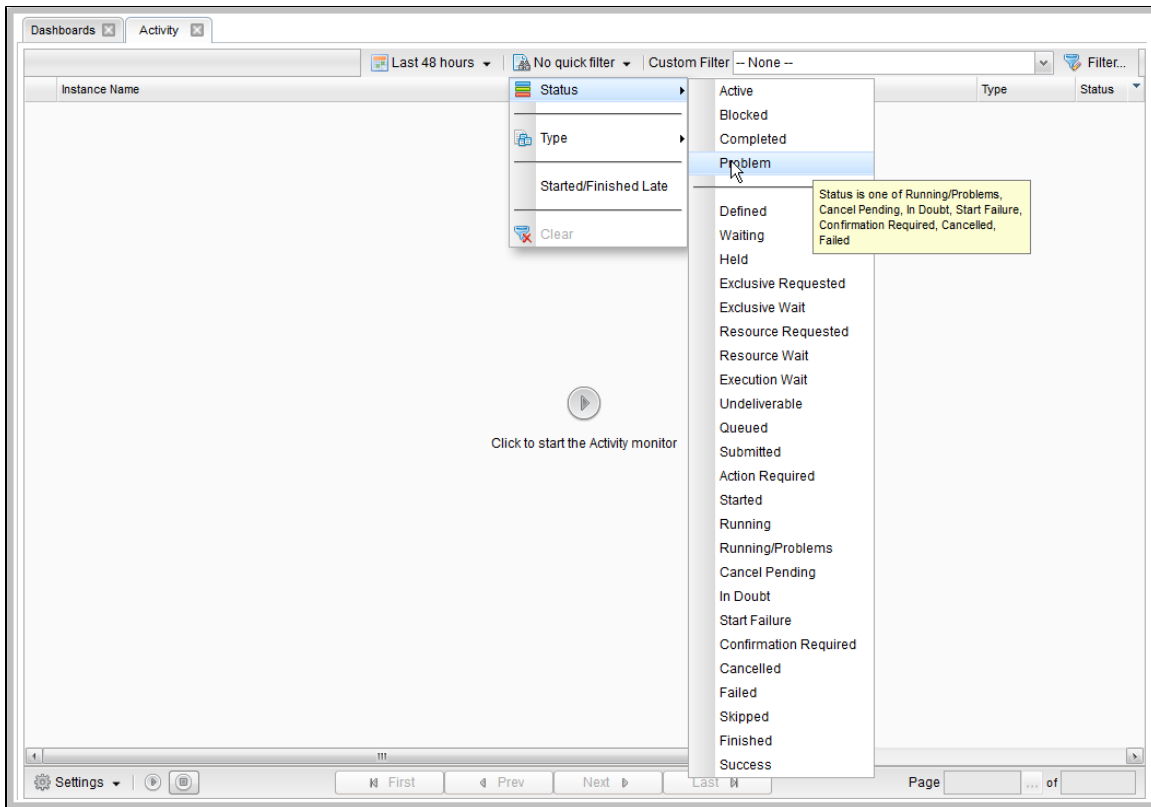 Dashboards
Activity
Last 48 hours
No quick filter
Custom Filter
-- None --
Filter...
Instance Name
Type
Status
Status
Type
Started/Finished Late
Clear
Active
Blocked
Completed
Problem
Status is one of Running/Problems,
Cancel Pending, In Doubt, Start Failure,
Confirmation Required, Cancelled,
Failed
Defined
Waiting
Held
Exclusive Requested
Exclusive Wait
Resource Requested
Resource Wait
Execution Wait
Undeliverable
Queued
Submitted
Action Required
Started
Running
Running/Problems
Cancel Pending
In Doubt
Start Failure
Confirmation Required
Cancelled
Failed
Skipped
Finished
Success
Click to start the Activity monitor
Settings
First
Prev
Next
Last
Page
...
of